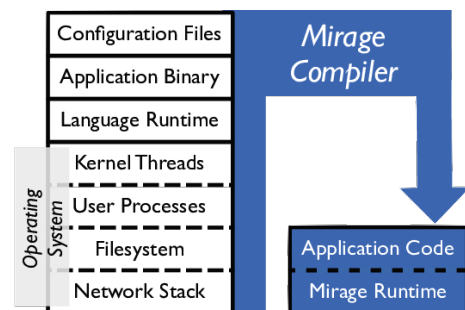 Configuration Files
Application Binary
Language Runtime
Kernel Threads
User Processes
Filesystem
Network Stack
Operating
System
Mirage
Compiler
Application Code
Mirage Runtime